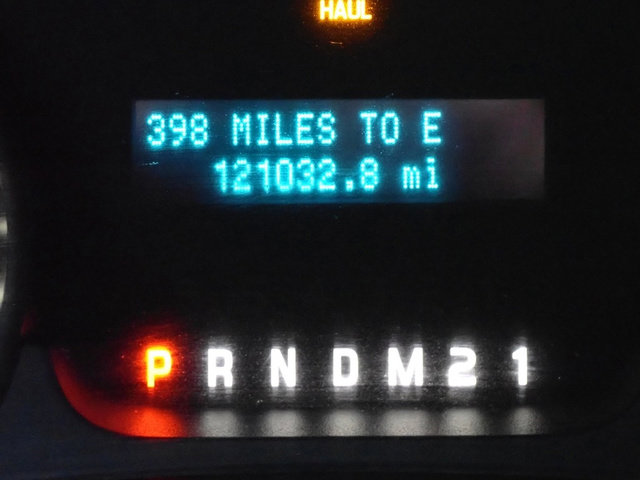 HAUL
398 MILES TO E
121032.8 mi
P R N D M 2 1